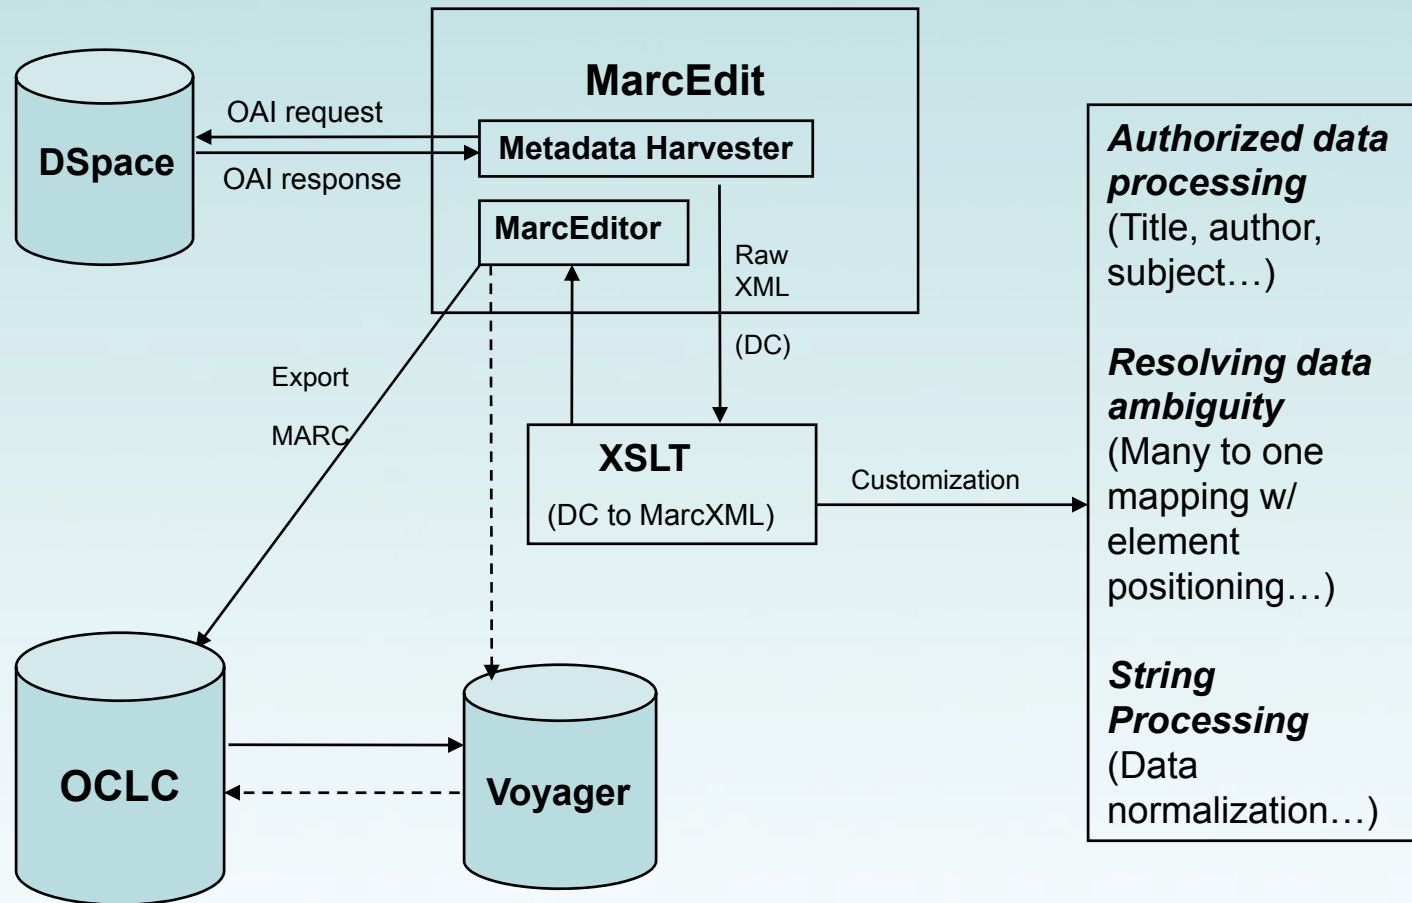 MarcEdit
OAI request
Metadata Harvester
DSpace
OAI response
MarcEditor
Raw
XML
(DC)
Export
MARC
XSLT
(DC to MarcXML)
Customization
Authorized data
processing
(Title, author,
subject…)
Resolving data
ambiguity
(Many to one
mapping w/
element
positioning…)
String
Processing
(Data
normalization…)
OCLC
Voyager